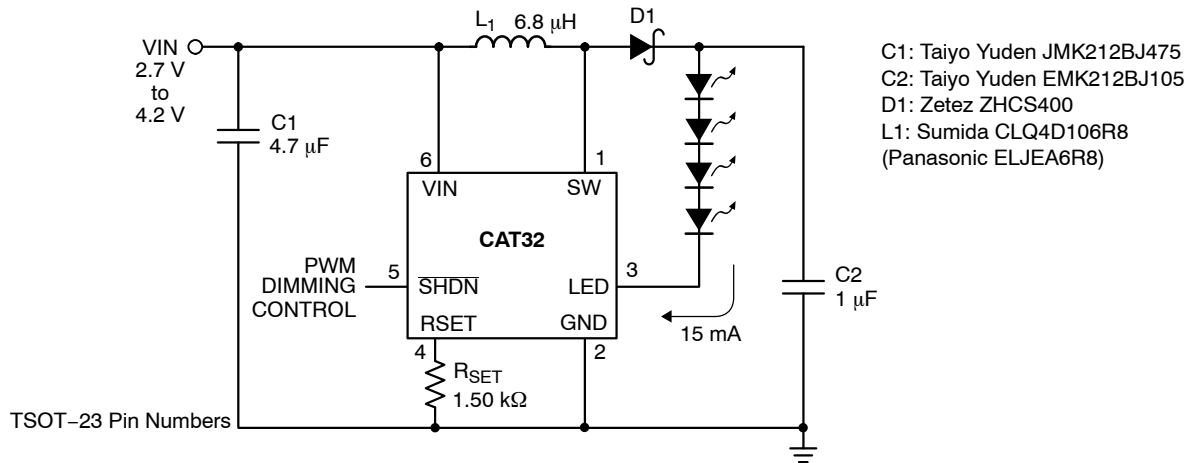 L1 6.8 μH
D1
VIN
2.7 V
to
4.2 V
C1: Taiyo Yuden JMK212BJ475
C2: Taiyo Yuden EMK212BJ105
D1: Zetez ZHCS400
L1: Sumida CLQ4D106R8
(Panasonic ELJEA6R8)
C1
4.7 μF
6
1
VIN
SW
CAT32
PWM
DIMMING
CONTROL
5
SHDN
LED
3
RSET
GND
4
2
15 mA
C2
1 μF
RSET
1.50 kΩ
TSOT−23 Pin Numbers